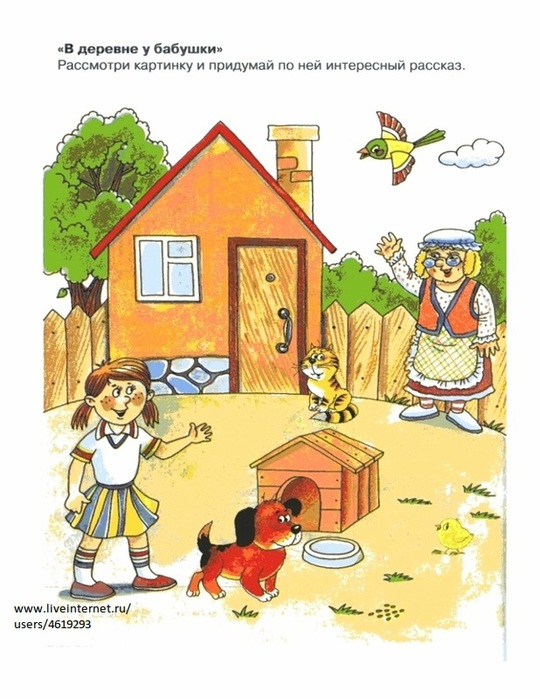 «В деревне у бабушки»
Рассмотри картинку и придумай по ней интересный рассказ.
www.liveinternet.ru/
users/4619293